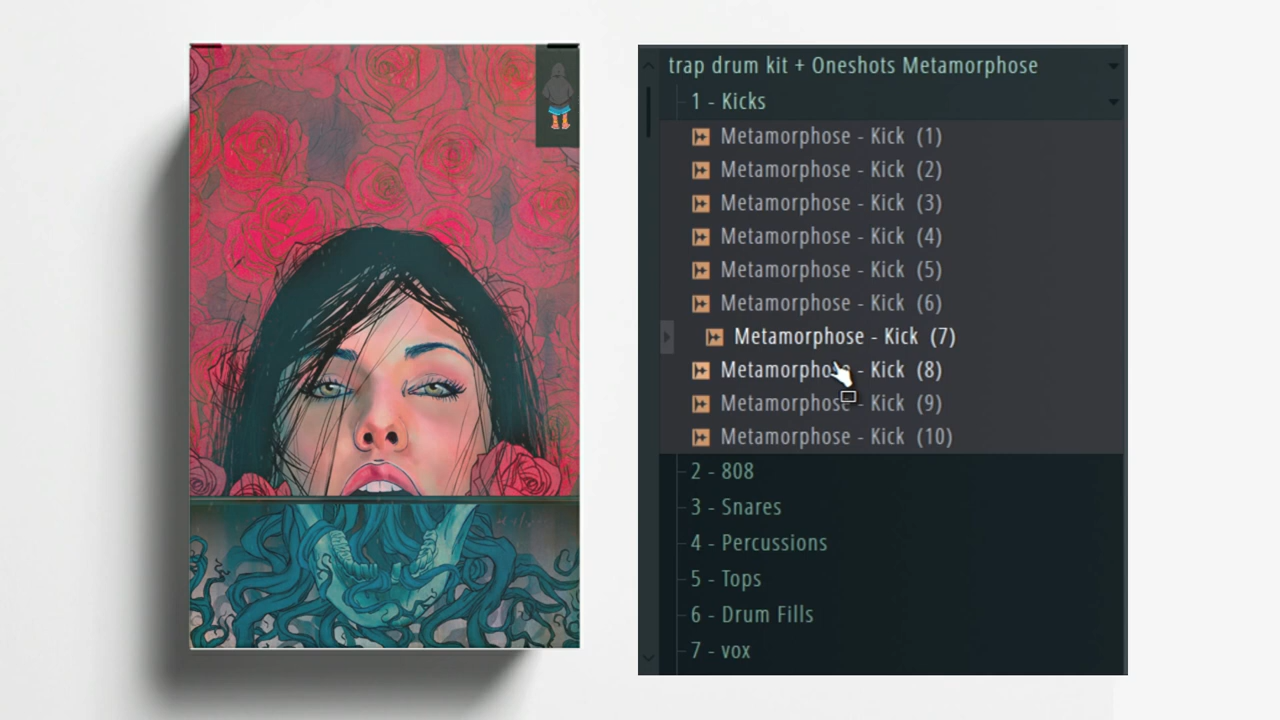 trap drum kit + Oneshots Metamorphose
1 - Kicks
Metamorphose - Kick (1)
Metamorphose - Kick (2)
Metamorphose - Kick (3)
Metamorphose - Kick (4)
Metamorphose - Kick (5)
Metamorphose - Kick (6)
Metamorphose - Kick (7)
Metamorphose - Kick (8)
Metamorphose - Kick (9)
Metamorphose - Kick (10)
2 - 808
3 - Snares
4 - Percussions
5 - Tops
6 - Drum Fills
7 - vox